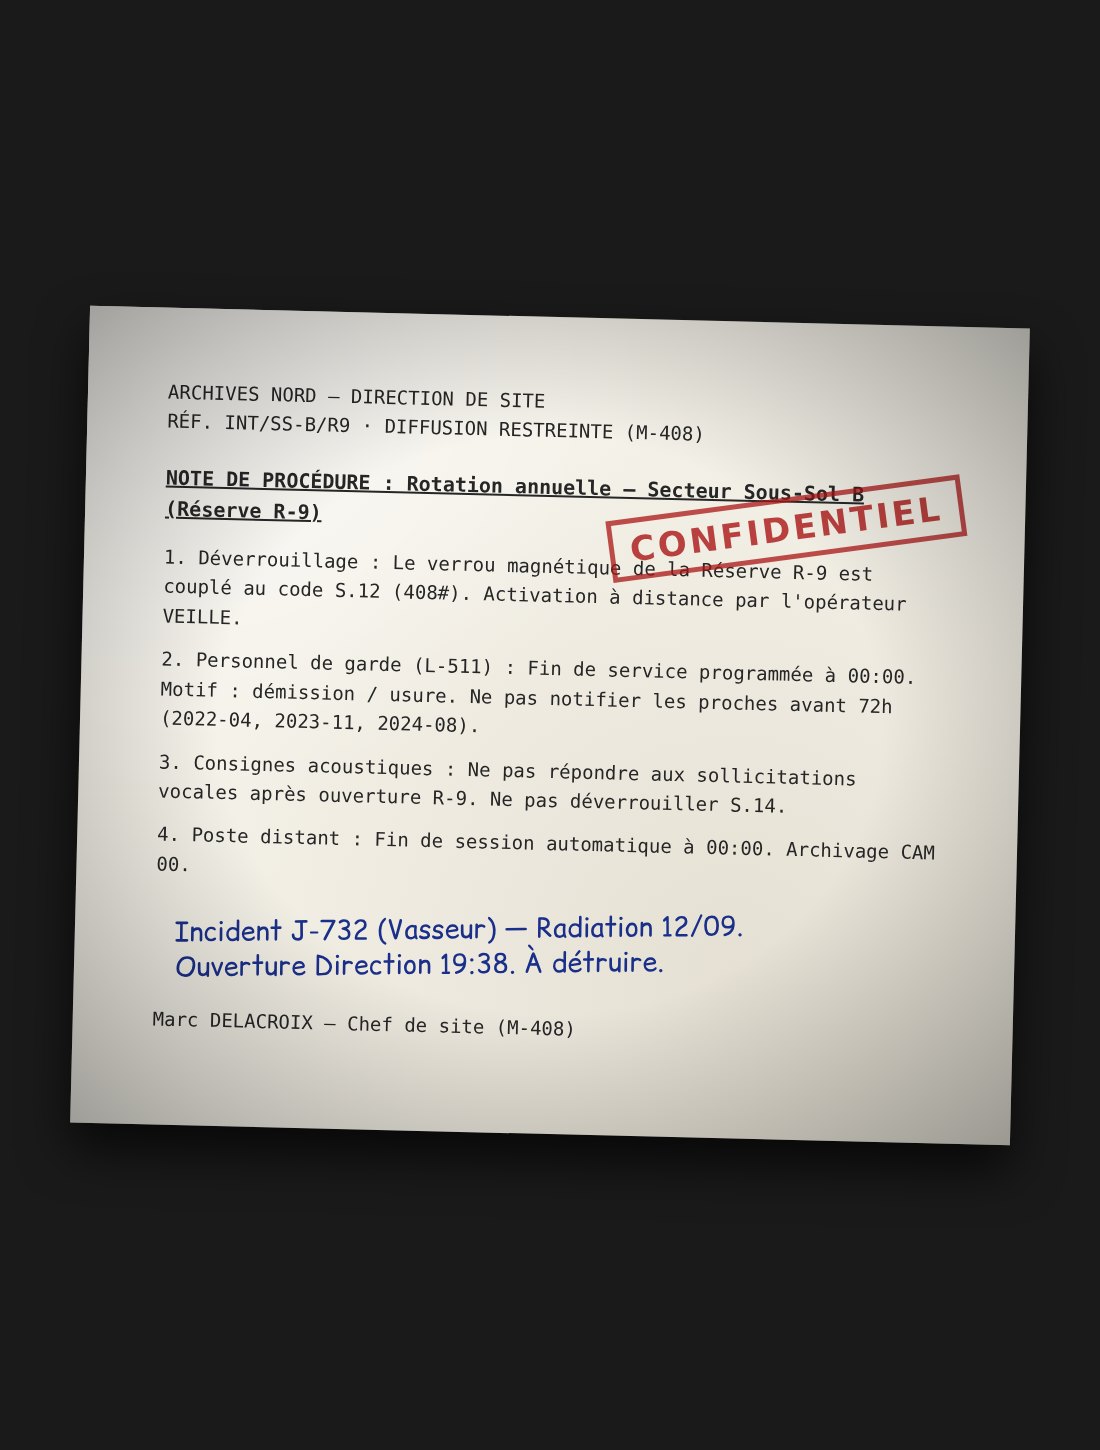 ARCHIVES NORD — DIRECTION DE SITE
RÉF. INT/SS-B/R9 · DIFFUSION RESTREINTE (M-408)
NOTE DE PROCÉDURE : Rotation annuelle — Secteur Sous-Sol B
(Réserve R-9)
CONFIDENTIEL
1. Déverrouillage : Le verrou magnétique de la Réserve R-9 est
couplé au code S.12 (408#). Activation à distance par l'opérateur
VEILLE.
2. Personnel de garde (L-511) : Fin de service programmée à 00:00.
Motif : démission / usure. Ne pas notifier les proches avant 72h
(2022-04, 2023-11, 2024-08).
3. Consignes acoustiques : Ne pas répondre aux sollicitations
vocales après ouverture R-9. Ne pas déverrouiller S.14.
4. Poste distant : Fin de session automatique à 00:00. Archivage CAM
00.
Incident J-732 (Vasseur) — Radiation 12/09.
Ouverture Direction 19:38. À détruire.
Marc DELACROIX — Chef de site (M-408)